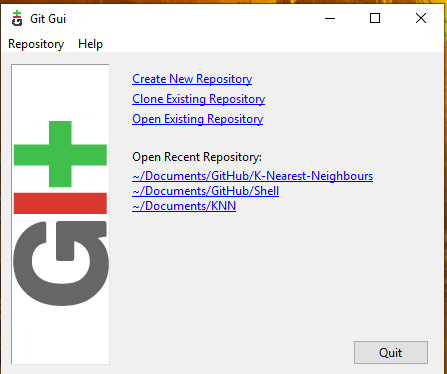 Git Gui
Repository Help
Create New Repository
Clone Existing Repository
Open Existing Repository
Open Recent Repository:
~/Documents/GitHub/K-Nearest-Neighbours
~/Documents/GitHub/Shell
~/Documents/KNN
Git
Quit